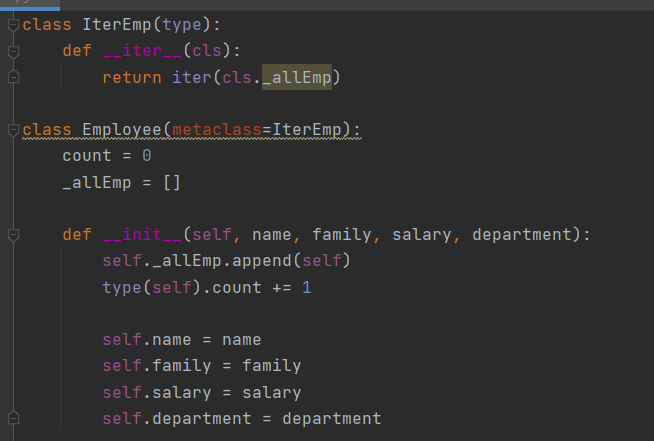 class IterEmp(type):
    def __iter__(cls):
        return iter(cls._allEmp)
class Employee(metaclass=IterEmp):
    count = 0
    _allEmp = []
    def __init__(self, name, family, salary, department):
        self._allEmp.append(self)
        type(self).count += 1
        self.name = name
        self.family = family
        self.salary = salary
        self.department = department